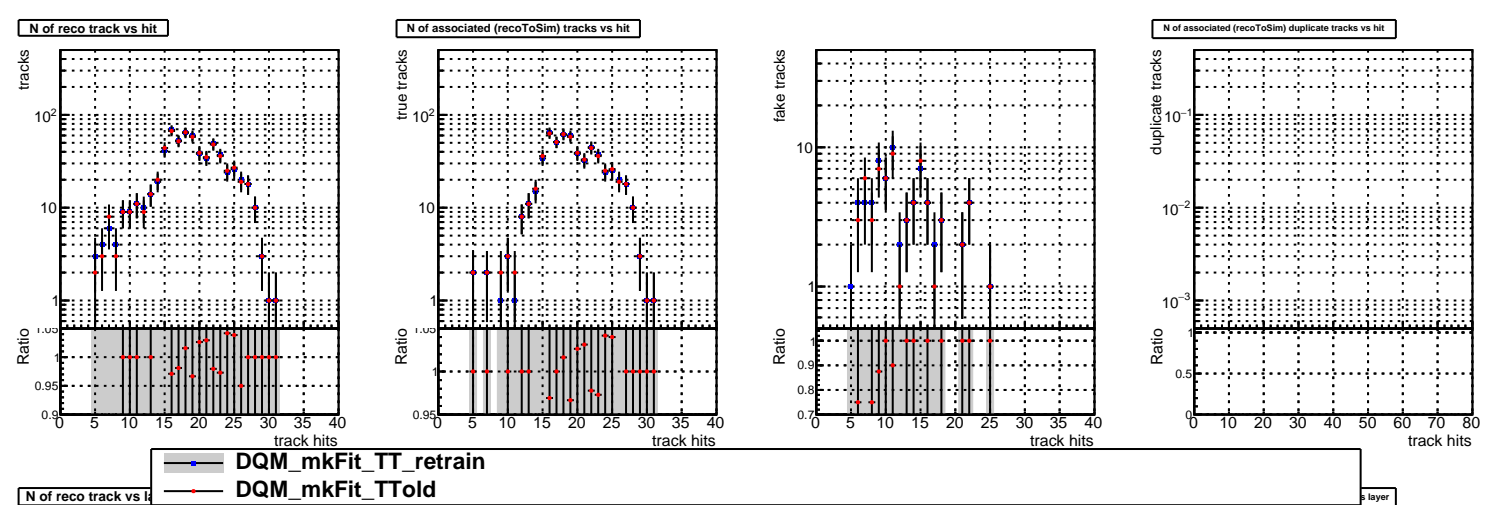 N of reco track vs hit
N of associated (recoToSim) tracks vs hit
N of associated (recoToSim) duplicate tracks vs hit
tracks
10²
10
1
Ratio
1.05
1
0.95
0.9
0 5 10 15 20 25 30 35 40
track hits
true tracks
10²
10
1
Ratio
1.05
1
0.95
0 5 10 15 20 25 30 35 40
track hits
fake tracks
10
1
Ratio
1
0.9
0.8
0.7
0 5 10 15 20 25 30 35 40
track hits
duplicate tracks
10⁻¹
10⁻²
10⁻³
Ratio
1
0.5
0
0 10 20 30 40 50 60 70 80
track hits
DQM_mkFit_TT_retrain
DQM_mkFit_TTold
N of reco track vs la
s layer